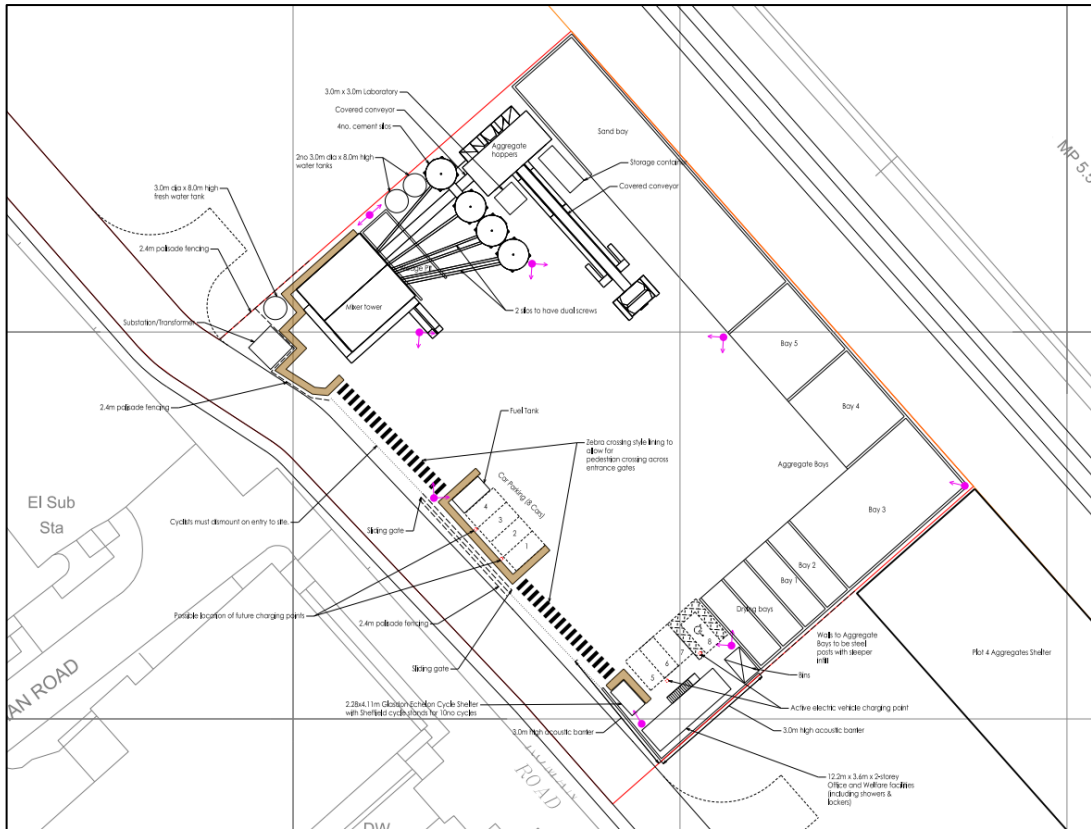 3.0m x 3.0m Laboratory
Covered conveyor
4no. cement silos
2no 3.0m dia x 8.0m high
water tanks
3.0m dja x 8.0m high
fresh water tank
2.4m palisade fencing
Substation/Transformer
2.4m palisade fencing
Aggregate
hoppers
Sand bay
Storage container
Covered conveyor
MP 5.5
Mixer tower
2 silos to have dual screws
Bay 5
Bay 4
Aggregate Bays
Bay 3
Bay 2
Bay 1
Drying bays
Fuel Tank
Zebra crossing style lining to
allow for
pedestrian crossing across
entrance gates
Car Parking (8 Cars)
4
3
2
1
El Sub
Sta
Cyclists must dismount on entry to site.
Sliding gate
Possible location of future charging points
2.4m palisade fencing
Sliding gate
8
7
6
5
Walls to Aggregate
Bays to be steel
posts with sleeper
infill
Plot 4 Aggregates Shelter
Bins
Active electric vehicle charging point
3.0m high acoustic barrier
2.28x4.11m Glasdon Echelon Cycle Shelter
with Sheffield cycle stands for 10no cycles
3.0m high acoustic barrier
12.2m x 3.6m x 2-storey
Office and Welfare facilities
(including showers &
lockers)
AN ROAD
ROAD
DW